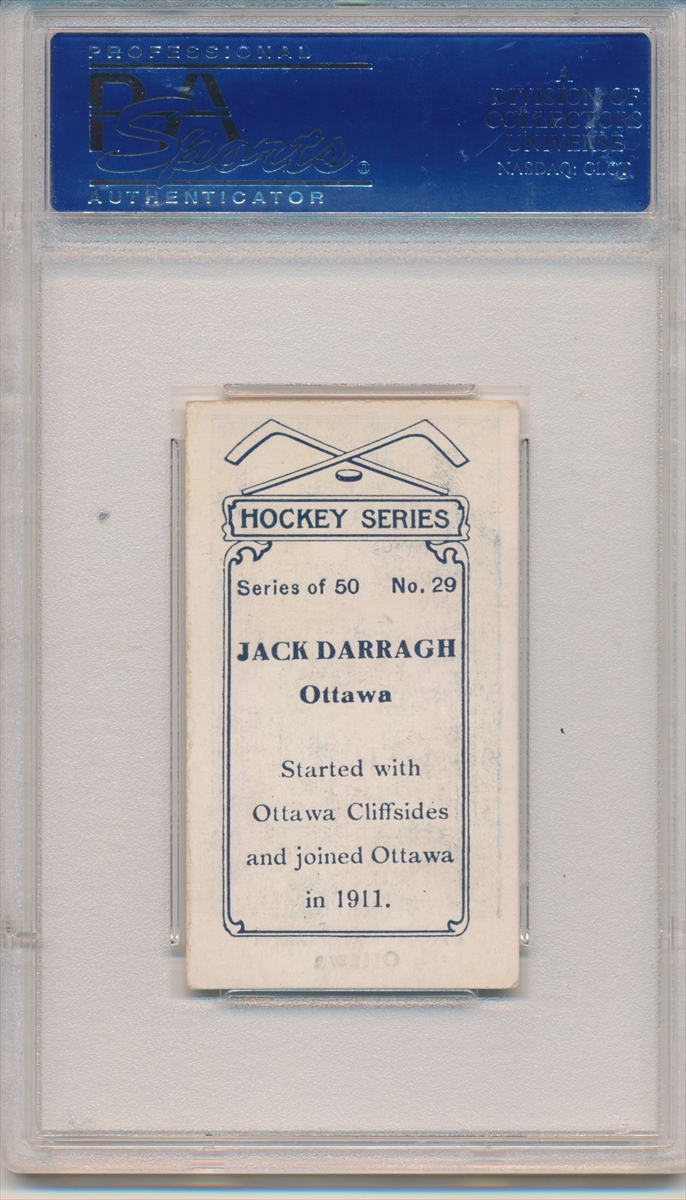 PROFESSIONAL
PSA
Sports®
AUTHENTICATOR
A
DIVISION OF
COLLECTORS
UNIVERSE
NASDAQ: CLCT
HOCKEY SERIES
Series of 50 No. 29
JACK DARRAGH
Ottawa
Started with
Ottawa Cliffsides
and joined Ottawa
in 1911.